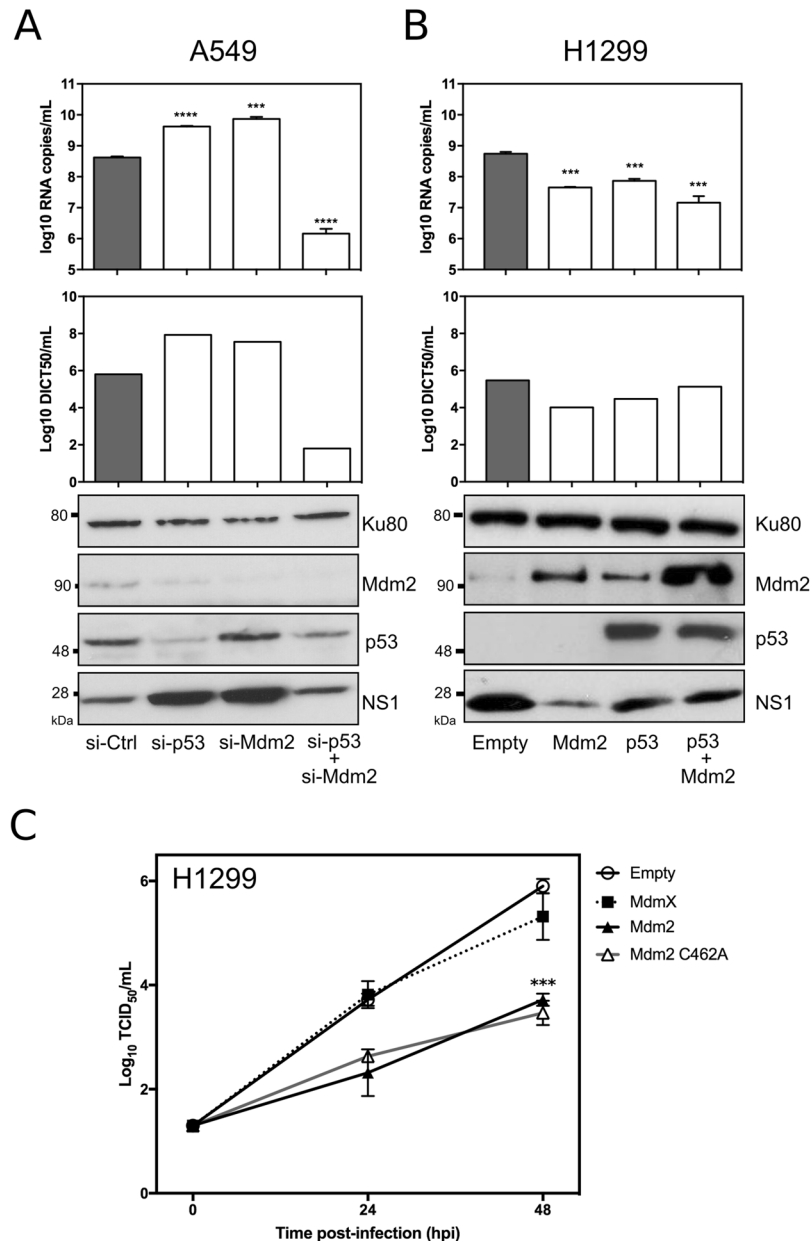 A
A549
log10 RNA copies/mL
11
10
9
8
7
6
5
****
***
****
Log10 DICT50/mL
10
8
6
4
2
0
80
Ku80
90
Mdm2
48
p53
28
NS1
kDa
si-Ctrl si-p53 si-Mdm2 si-p53
+
si-Mdm2
B
H1299
log10 RNA copies/mL
11
10
9
8
7
6
5
***
***
***
Log10 DICT50/mL
10
8
6
4
2
0
80
Ku80
90
Mdm2
48
p53
28
NS1
kDa
Empty Mdm2 p53 p53
+
Mdm2
C
H1299
Log10 TCID50/mL
6
4
2
0
***
0 24 48
Time post-infection (hpi)
Empty
MdmX
Mdm2
Mdm2 C462A